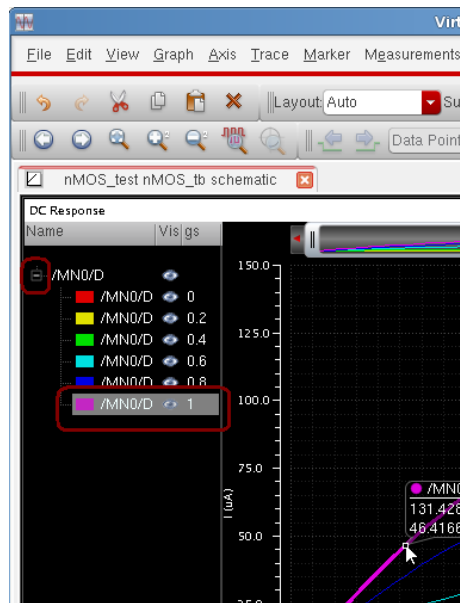 Virt
File Edit View Graph Axis Trace Marker Measurements
Layout: Auto Su
Data Point
nMOS_test nMOS_tb schematic
DC Response
Name Vis gs
/MN0/D
/MN0/D 0
/MN0/D 0.2
/MN0/D 0.4
/MN0/D 0.6
/MN0/D 0.8
/MN0/D 1
150.0
125.0
100.0
75.0
I (uA)
50.0
25.0
/MN0
131.428
46.4166